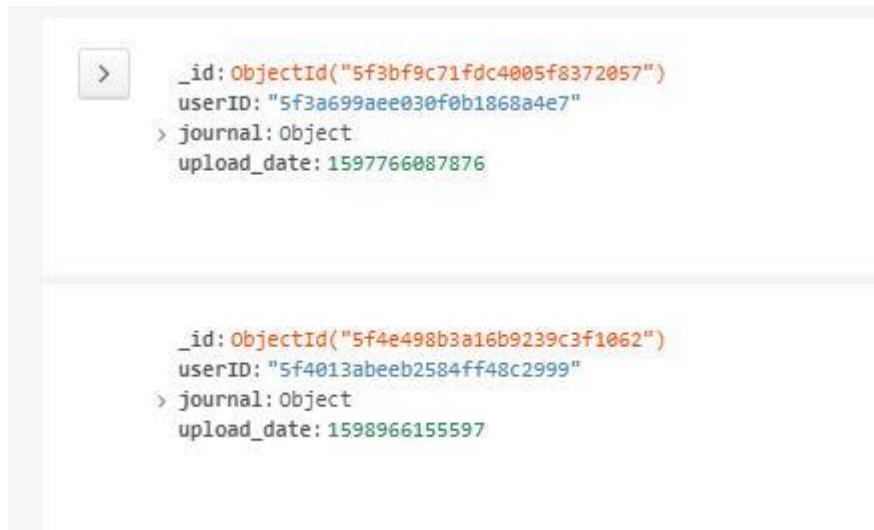 _id: ObjectId("5f3bf9c71fdc4005f8372057")
userID: "5f3a699aee030f0b1868a4e7"
> journal: Object
upload_date: 1597766087876
_id: ObjectId("5f4e498b3a16b9239c3f1062")
userID: "5f4013abeeb2584ff48c2999"
> journal: Object
upload_date: 1598966155597